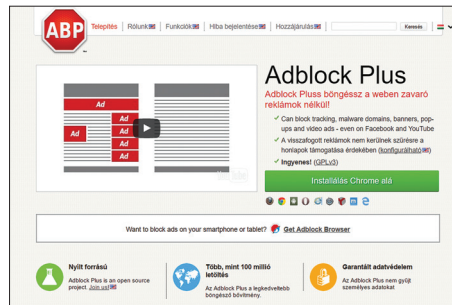 ABP
Telepítés | Rólunk | Funkciók | Hiba bejelentése | Hozzájárulás
Keresés
Adblock Plus
Adblock Pluss böngéssz a weben zavaró
reklámok nélkül!
Can block tracking, malware domains, banners, pop-
ups and video ads - even on Facebook and YouTube
A visszafogott reklámok nem kerülnek szűrésre a
honlapok támogatása érdekében (konfigurálható)
Ingyenes! (GPLv3)
Ad
Ad
Ad
Ad
Ad
Ad
YouTube
Installálás Chrome alá
Want to block ads on your smartphone or tablet? Get Adblock Browser
Nyílt forrású
Adblock Plus is an open source
project. Join us!
Több, mint 100 millió
letöltés
Az Adblock Plus a legkedveltebb
böngésző bővítmény.
Garantált adatvédelem
Az Adblock Plus nem gyűjt
személyes adatokat.